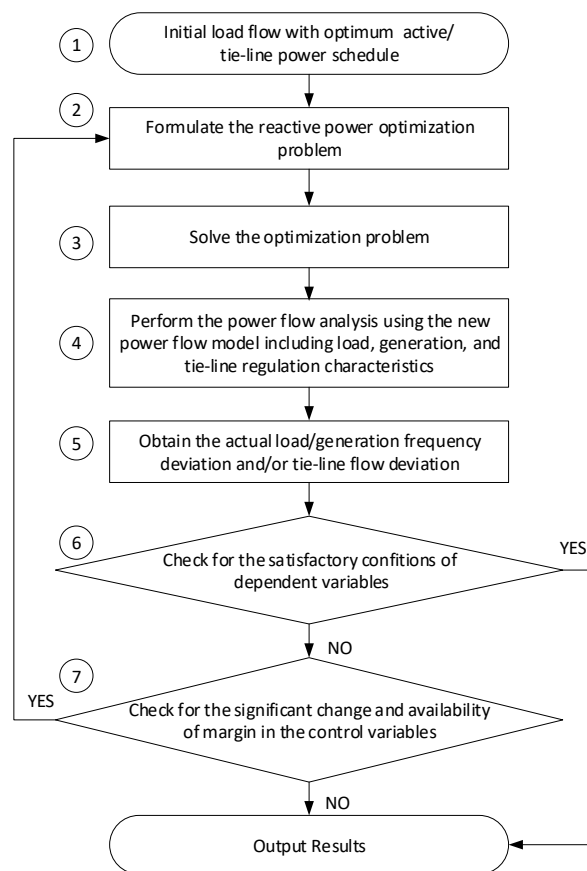 1
Initial load flow with optimum active/
tie-line power schedule
2
Formulate the reactive power optimization
problem
3
Solve the optimization problem
4
Perform the power flow analysis using the new
power flow model including load, generation, and
tie-line regulation characteristics
5
Obtain the actual load/generation frequency
deviation and/or tie-line flow deviation
6
Check for the satisfactory confitions of
dependent variables
YES
NO
7
YES
Check for the significant change and availability
of margin in the control variables
NO
Output Results